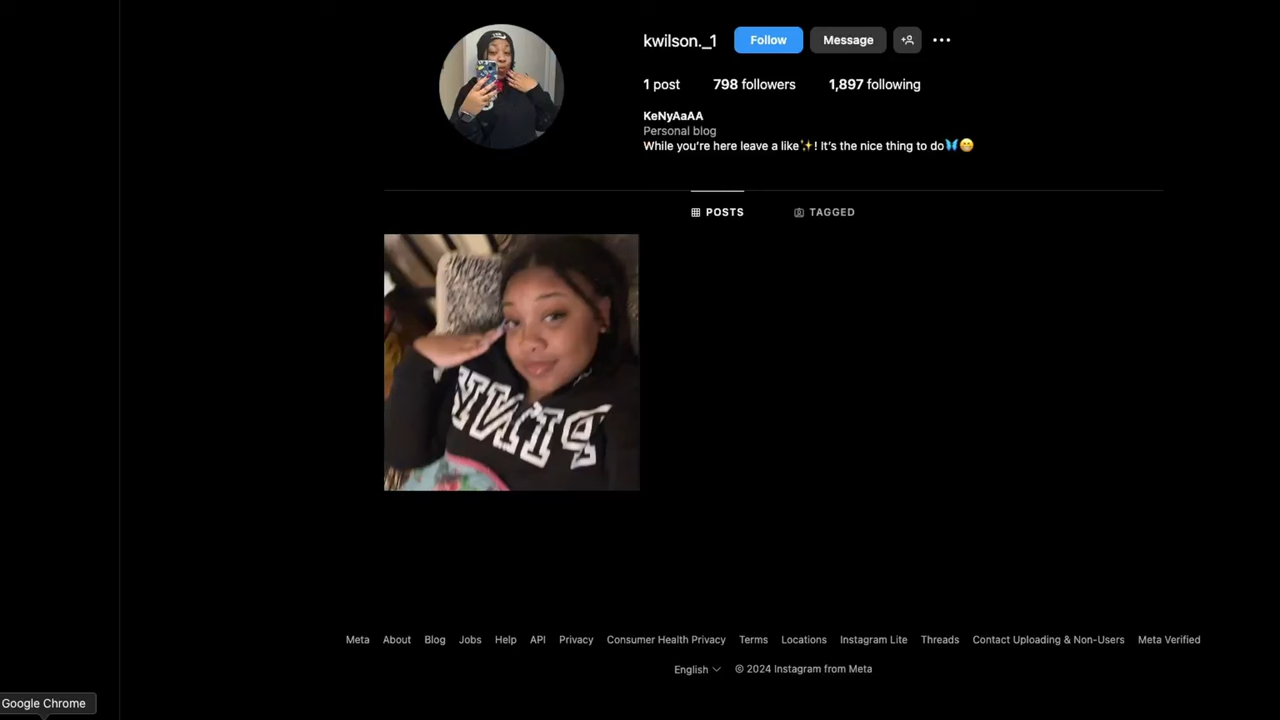 kwilson._1 Follow Message
1 post 798 followers 1,897 following
KeNyAaAA
Personal blog
While you're here leave a like✨! It's the nice thing to do🦋😁
POSTS TAGGED
PINK
Meta About Blog Jobs Help API Privacy Consumer Health Privacy Terms Locations Instagram Lite Threads Contact Uploading & Non-Users Meta Verified
English © 2024 Instagram from Meta
Google Chrome